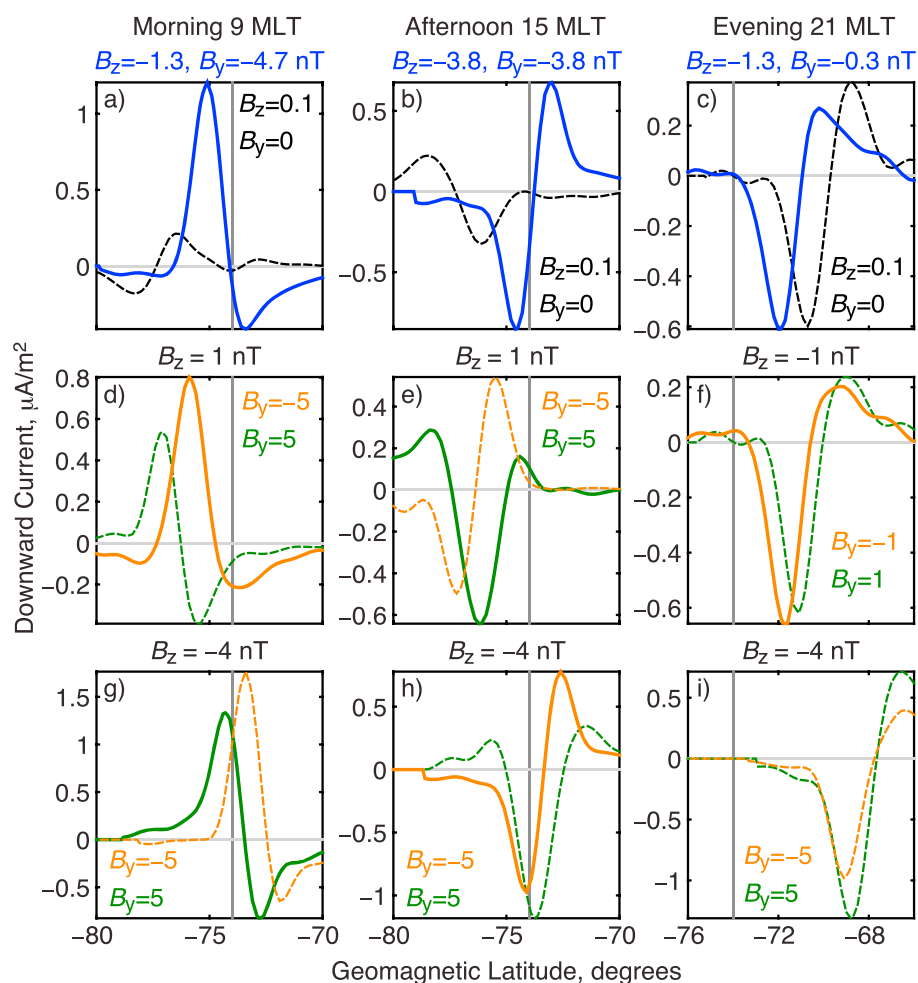 Morning 9 MLT
Afternoon 15 MLT
Evening 21 MLT
Bz=−1.3, By=−4.7 nT
Bz=−3.8, By=−3.8 nT
Bz=−1.3, By=−0.3 nT
a)
Bz=0.1
By=0
1
0.5
0
b)
Bz=0.1
By=0
0.5
0
−0.5
c)
Bz=0.1
By=0
0.2
0
−0.2
−0.4
−0.6
Downward Current, μA/m²
Bz = 1 nT
Bz = 1 nT
Bz = −1 nT
d)
By=−5
By=5
0.8
0.6
0.4
0.2
0
−0.2
e)
By=−5
By=5
0.4
0.2
0
−0.2
−0.4
−0.6
f)
By=−1
By=1
0.2
0
−0.2
−0.4
−0.6
Bz = −4 nT
Bz = −4 nT
Bz = −4 nT
g)
By=−5
By=5
1.5
1
0.5
0
−0.5
h)
By=−5
By=5
0.5
0
−0.5
−1
i)
By=−5
By=5
0.5
0
−0.5
−1
−80 −75 −70
−80 −75 −70
−76 −72 −68
Geomagnetic Latitude, degrees